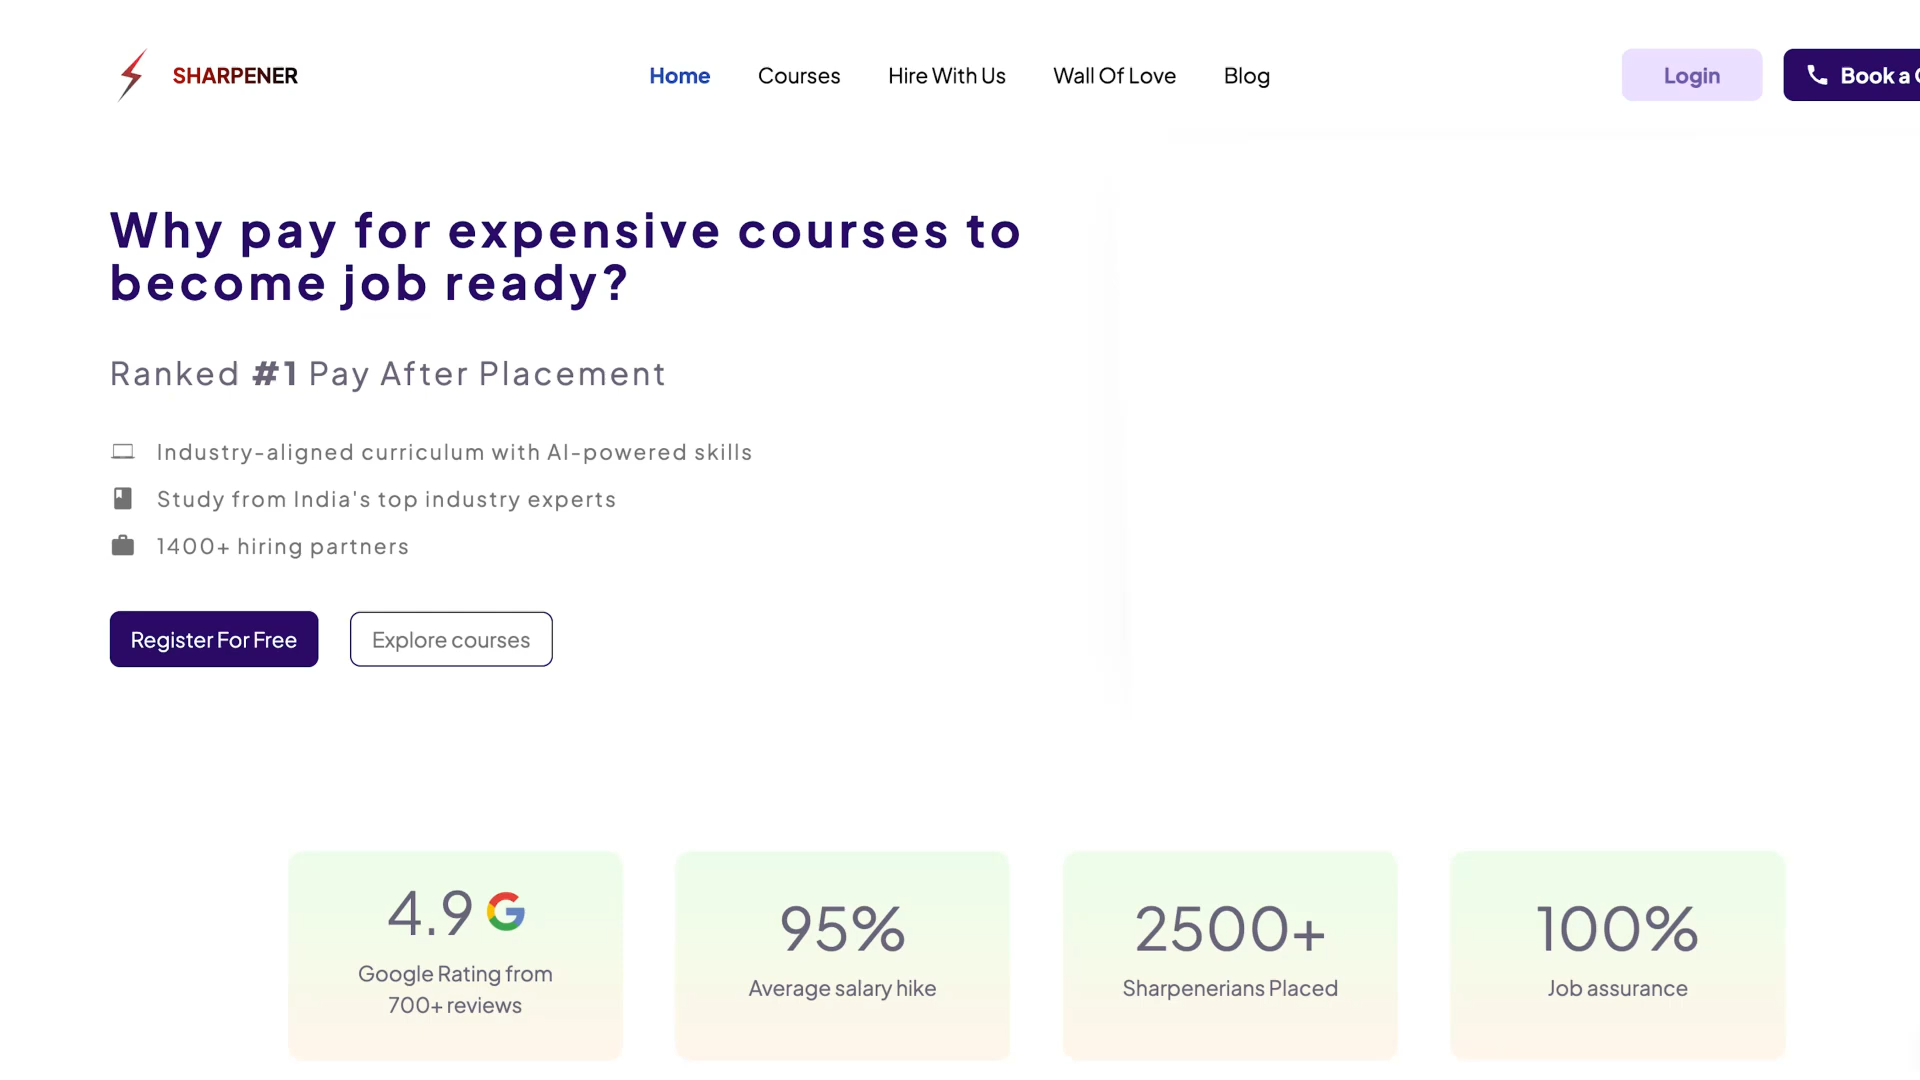 SHARPENER
Home
Courses
Hire With Us
Wall Of Love
Blog
Login
Book a
Why pay for expensive courses to
become job ready?
Ranked #1 Pay After Placement
Industry-aligned curriculum with AI-powered skills
Study from India's top industry experts
1400+ hiring partners
Register For Free
Explore courses
4.9
Google Rating from
700+ reviews
95%
Average salary hike
2500+
Sharpenerians Placed
100%
Job assurance